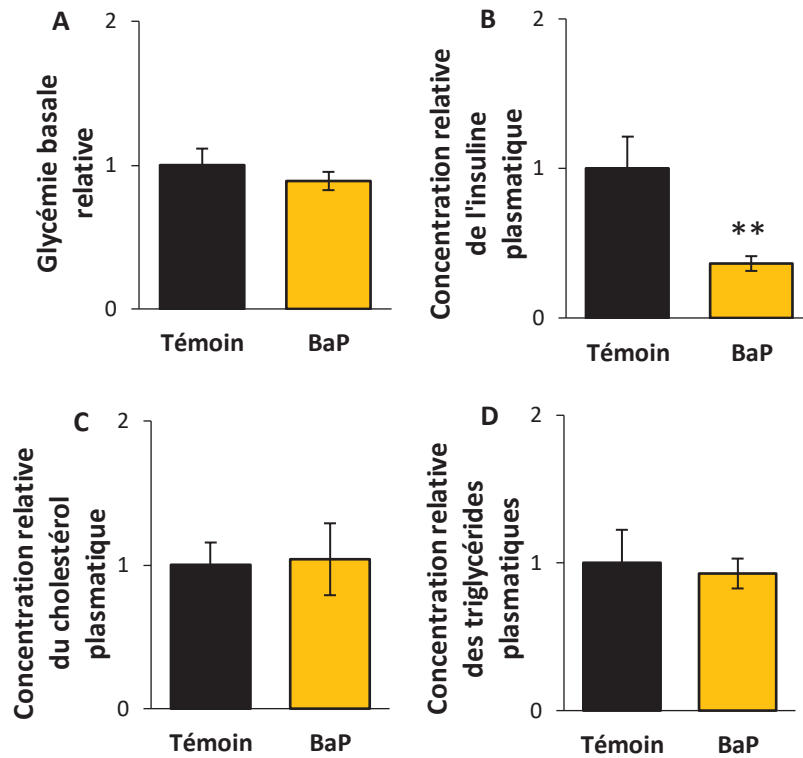 A
Glycémie basale
relative
2
1
0
Témoin
BaP
B
Concentration relative
de l'insuline
plasmatique
2
1
0
**
Témoin
BaP
C
Concentration relative
du cholestérol
plasmatique
2
1
0
Témoin
BaP
D
Concentration relative
des triglycérides
plasmatiques
2
1
0
Témoin
BaP